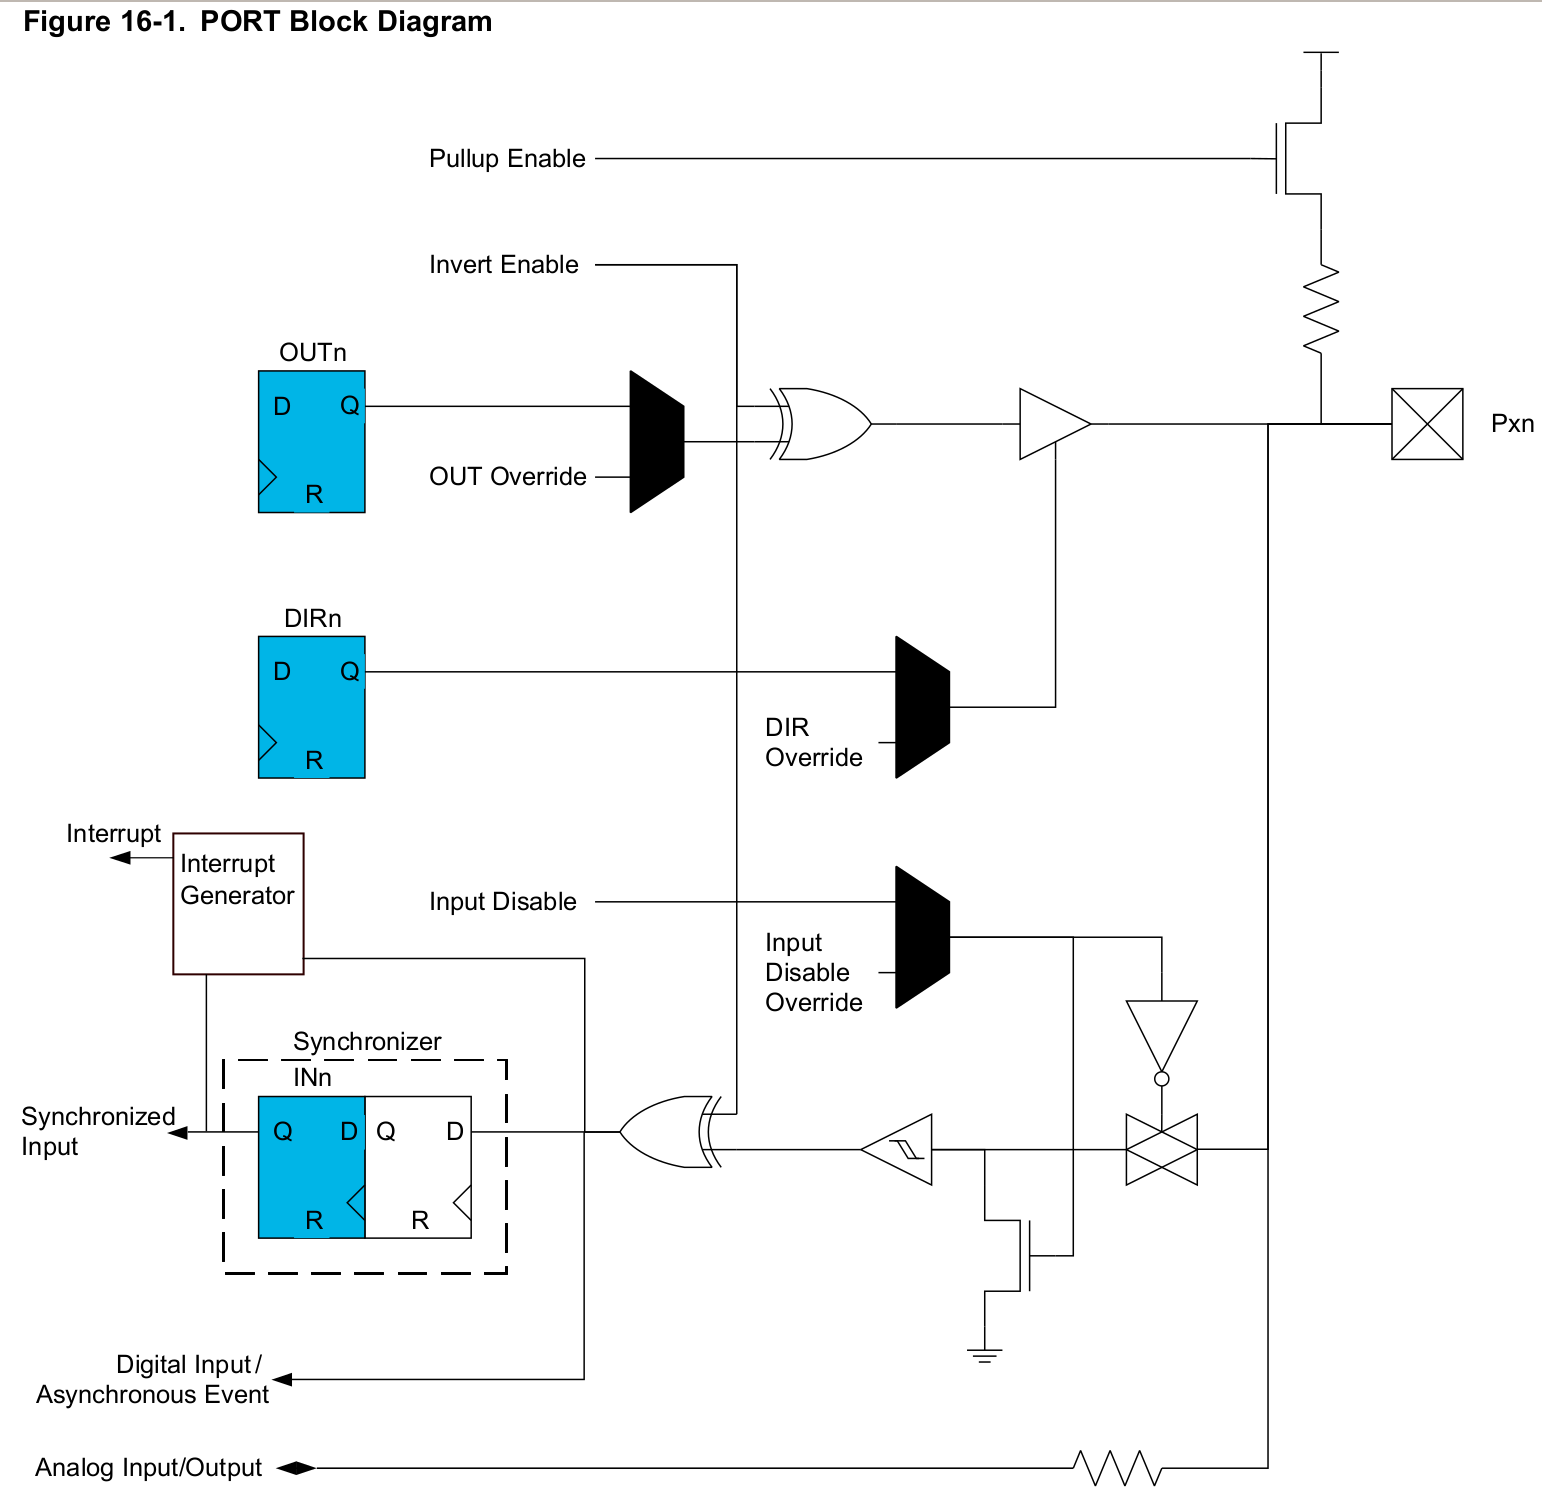 Figure 16-1. PORT Block Diagram
Pullup Enable
Invert Enable
OUTn
D Q
R
OUT Override
Pxn
DIRn
D Q
R
DIR
Override
Interrupt
Interrupt
Generator
Input Disable
Input
Disable
Override
Synchronizer
INn
Q D Q D
R R
Synchronized
Input
Digital Input/
Asynchronous Event
Analog Input/Output